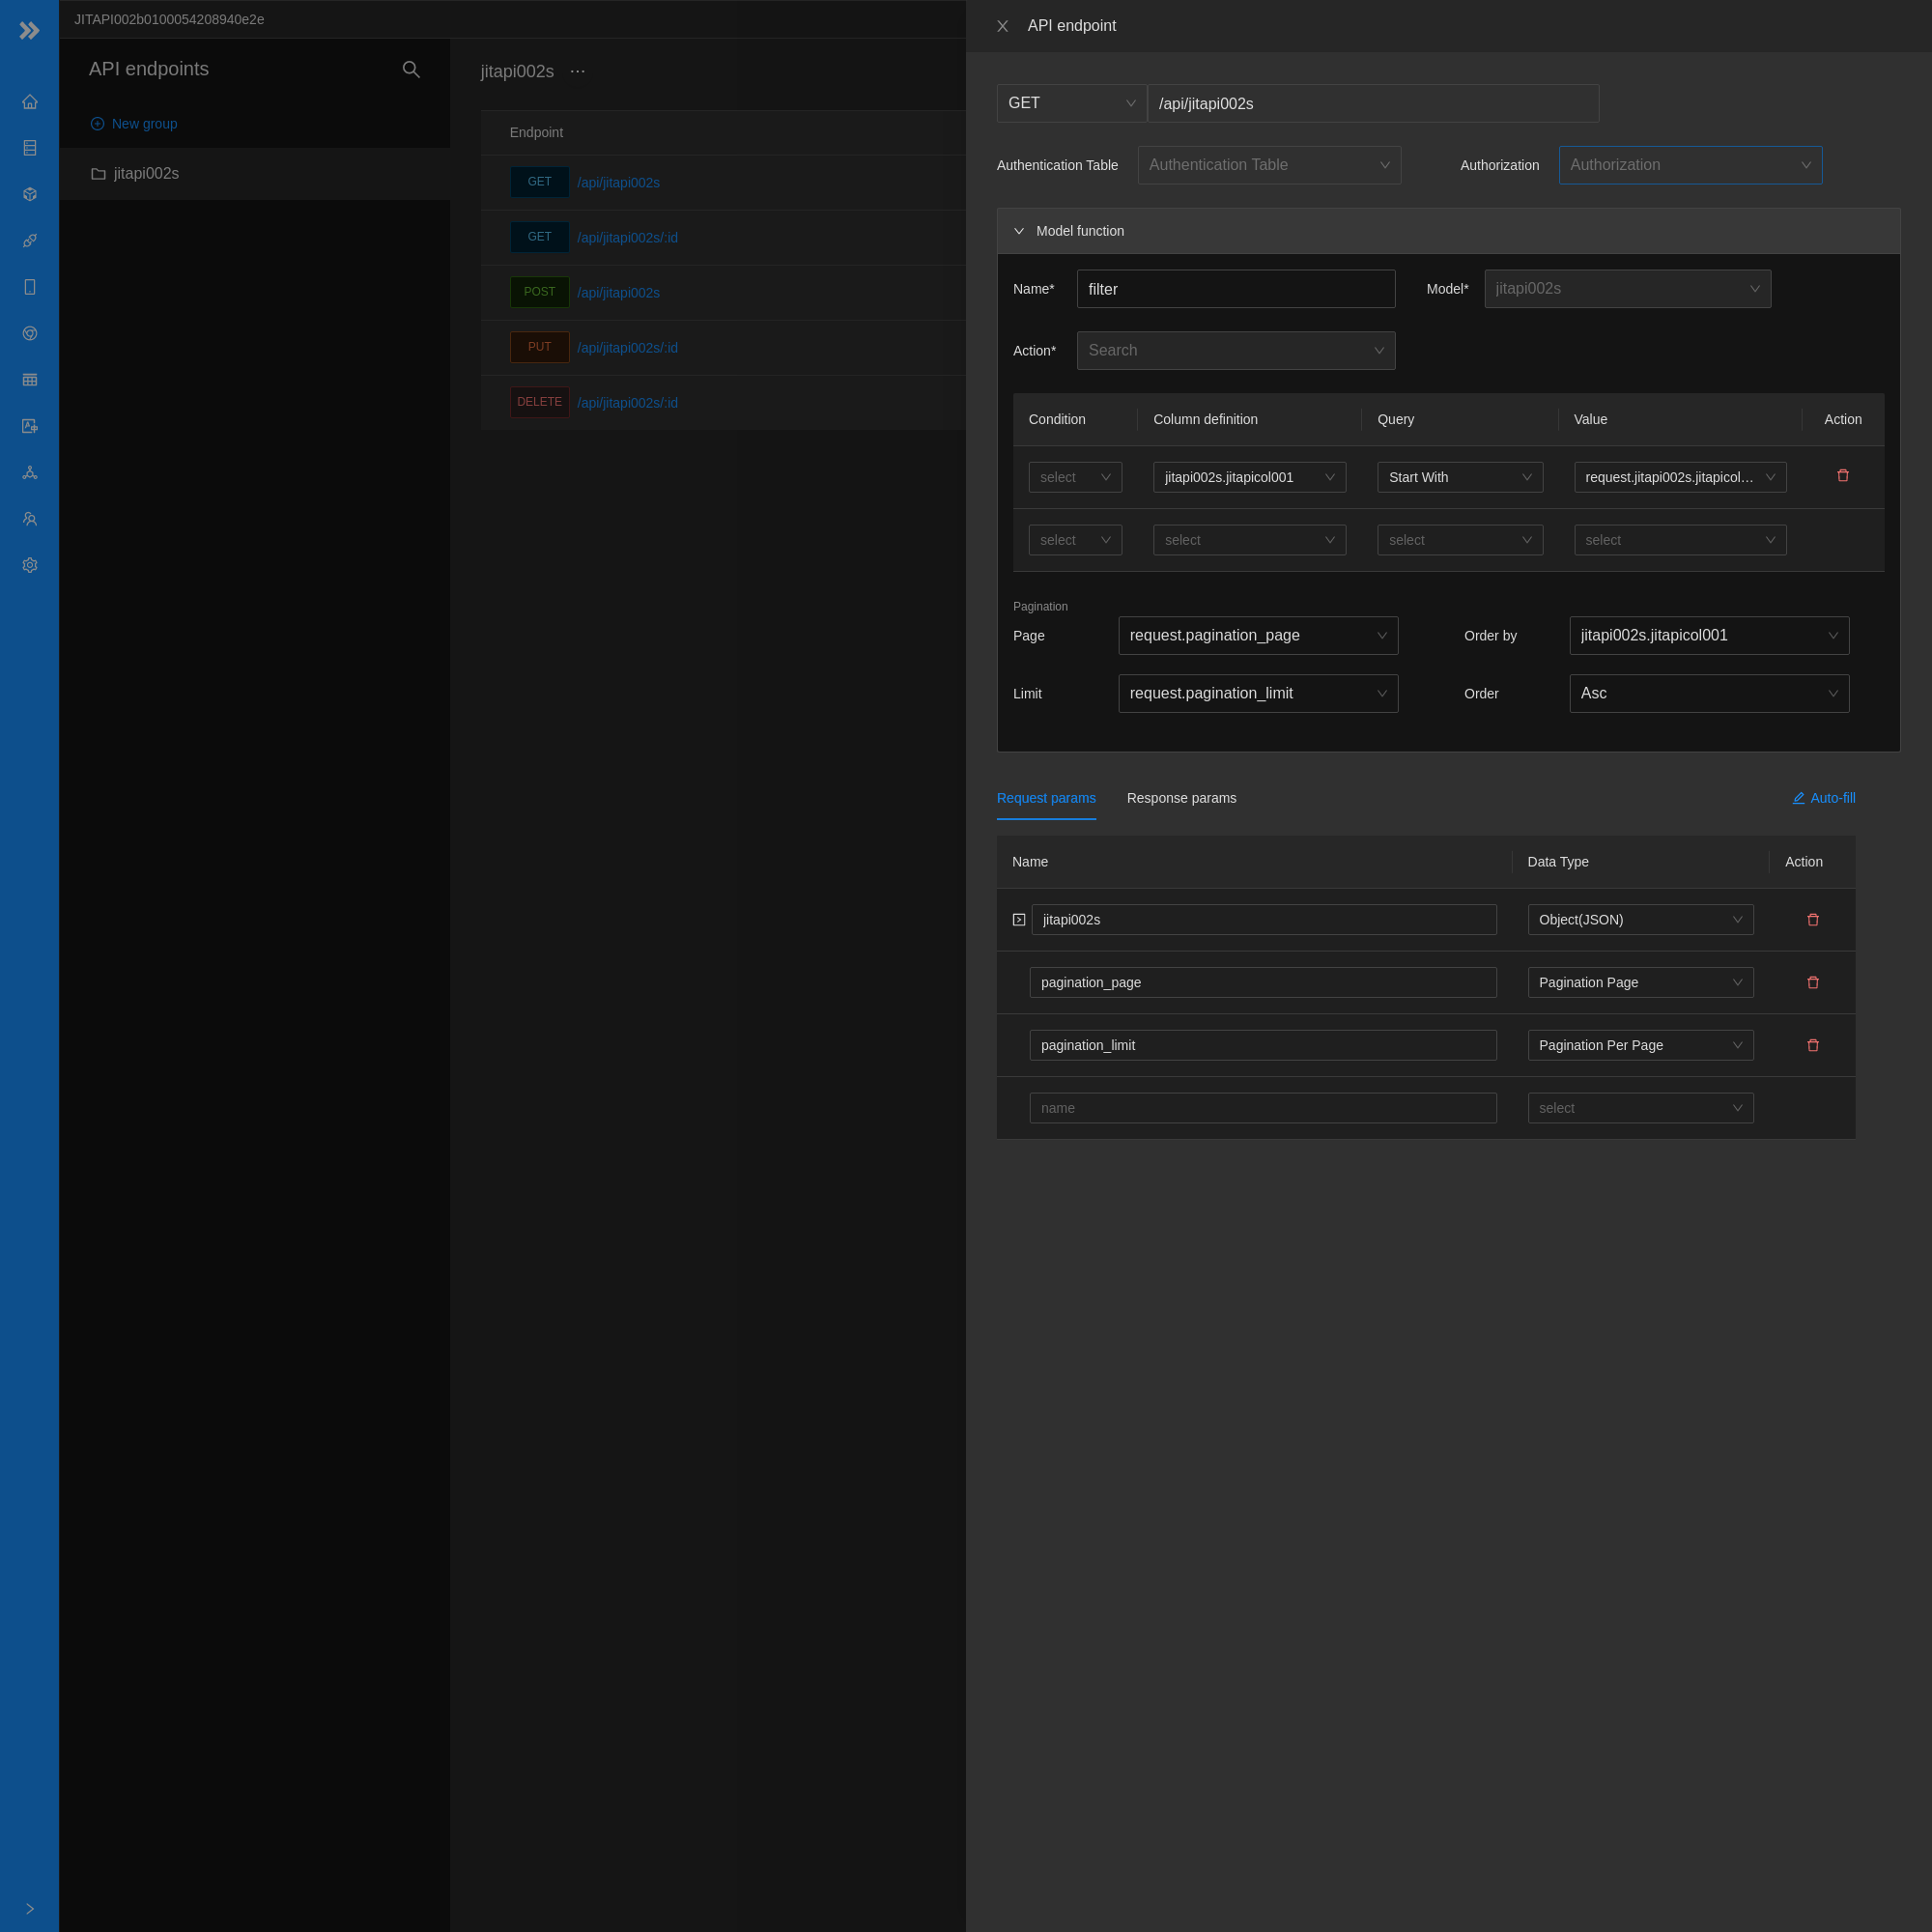 JITAPI002b0100054208940e2e
API endpoints
New group
jitapi002s
jitapi002s ···
Endpoint
GET /api/jitapi002s
GET /api/jitapi002s/:id
POST /api/jitapi002s
PUT /api/jitapi002s/:id
DELETE /api/jitapi002s/:id
API endpoint
GET /api/jitapi002s
Authentication Table Authentication Table Authorization Authorization
Model function
Name* filter Model* jitapi002s
Action* Search
Condition Column definition Query Value Action
select jitapi002s.jitapicol001 Start With request.jitapi002s.jitapicol…
select select select select
Pagination
Page request.pagination_page Order by jitapi002s.jitapicol001
Limit request.pagination_limit Order Asc
Request params Response params Auto-fill
Name Data Type Action
jitapi002s Object(JSON)
pagination_page Pagination Page
pagination_limit Pagination Per Page
name select